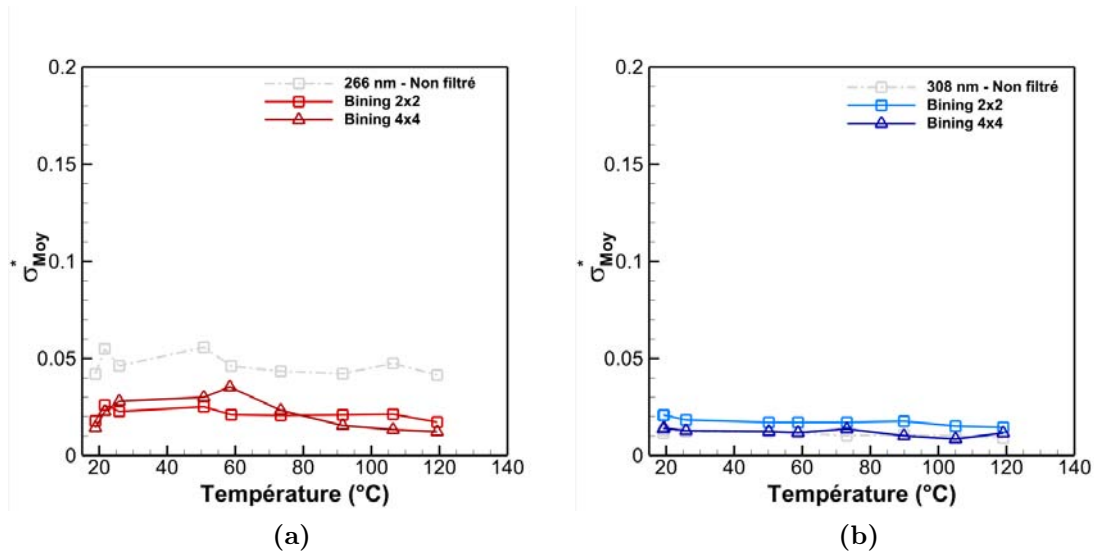 0.2
0.15
0.1
0.05
0
σ*Moy
20 40 60 80 100 120 140
Température (°C)
266 nm - Non filtré
Bining 2x2
Bining 4x4
(a)
0.2
0.15
0.1
0.05
0
σ*Moy
20 40 60 80 100 120 140
Température (°C)
308 nm - Non filtré
Bining 2x2
Bining 4x4
(b)